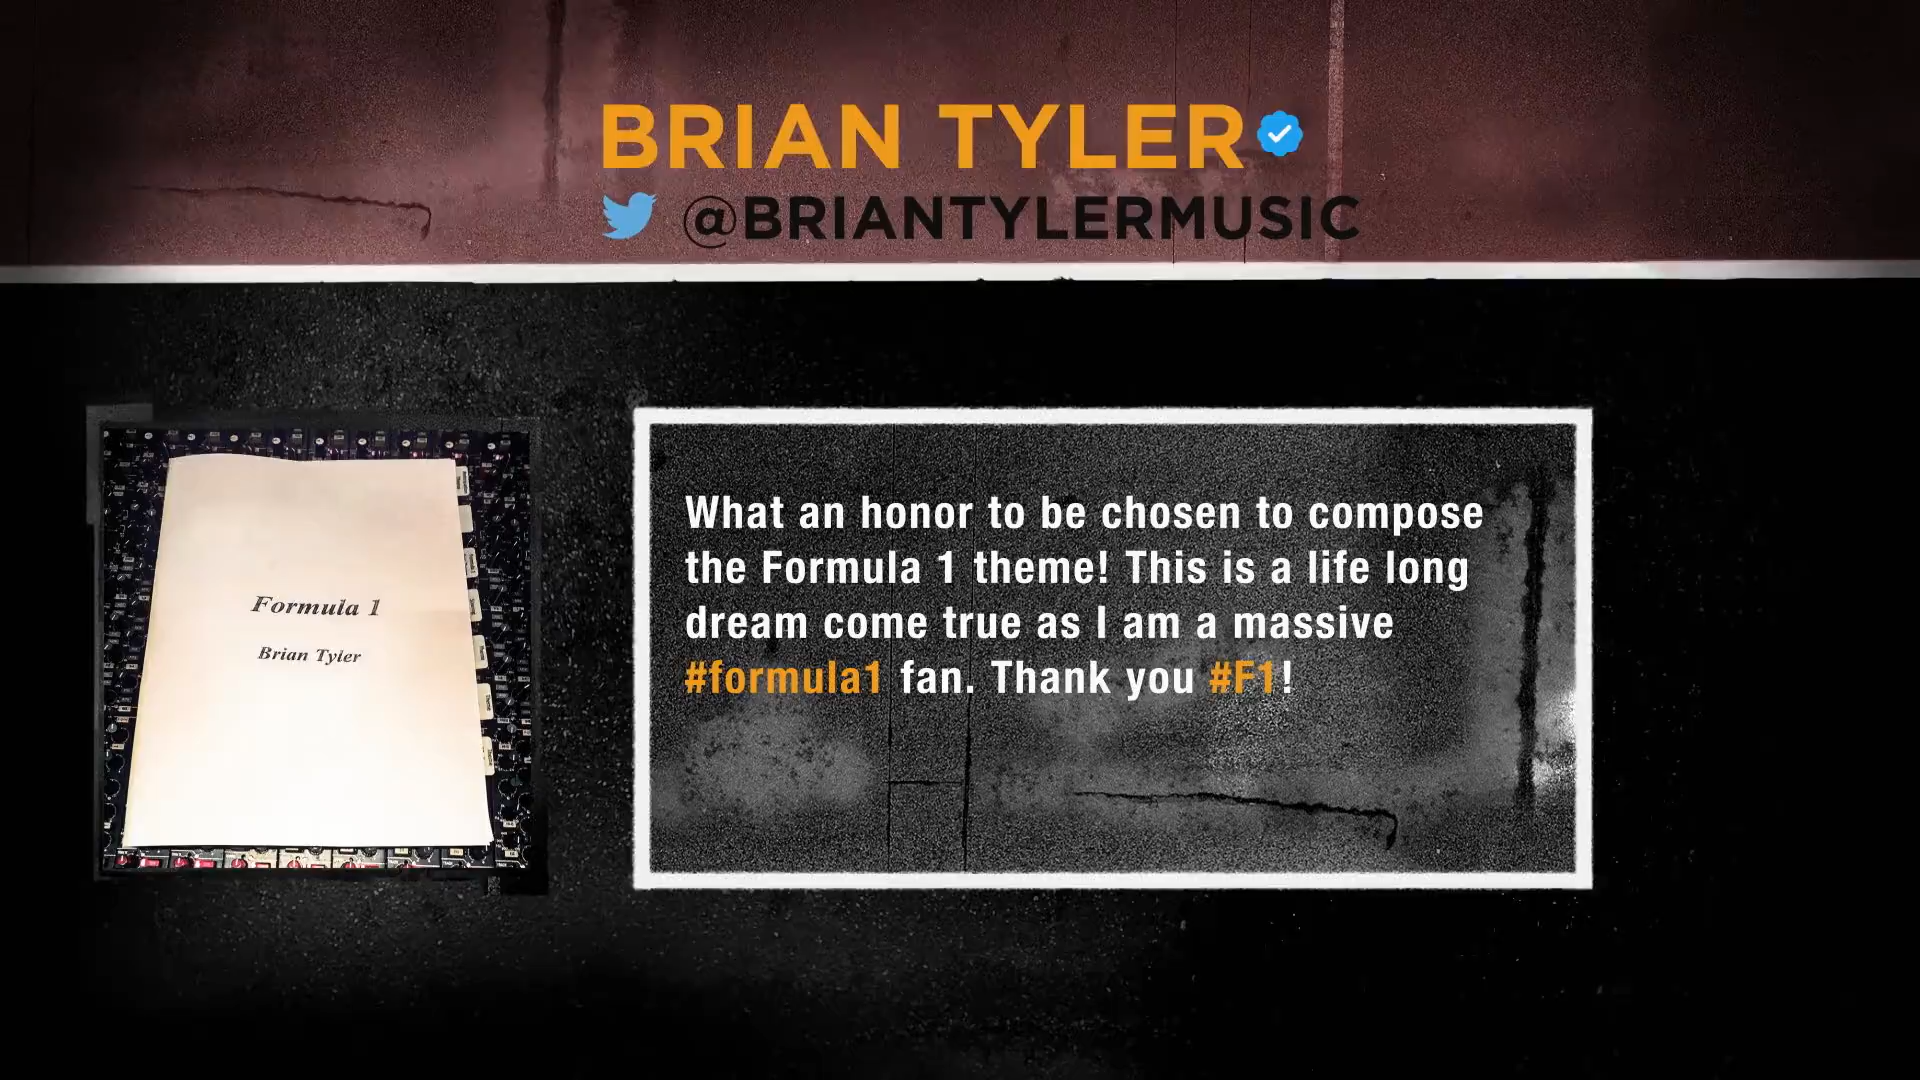 BRIAN TYLER
@BRIANTYLERMUSIC
Formula 1
Brian Tyler
What an honor to be chosen to compose
the Formula 1 theme! This is a life long
dream come true as I am a massive
#formula1 fan. Thank you #F1!